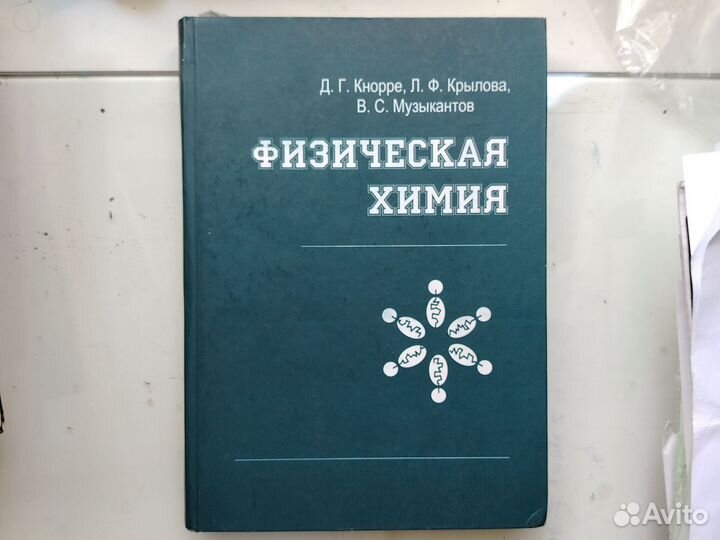 Д. Г. Кнорре, Л. Ф. Крылова,
В. С. Музыкантов
ФИЗИЧЕСКАЯ
ХИМИЯ
Avito